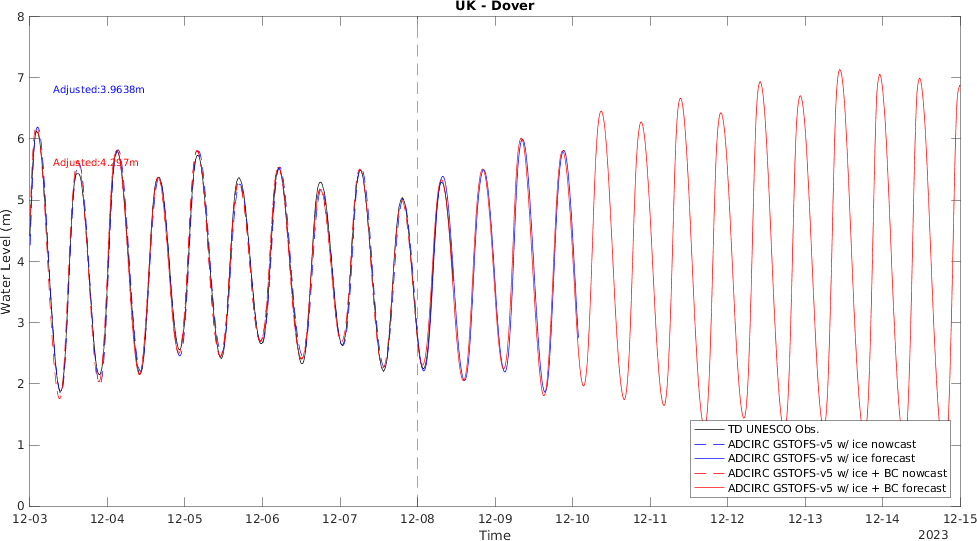 UK - Dover
8
7
6
5
4
3
2
1
0
Water Level (m)
Adjusted:3.9638m
Adjusted:4.297m
TD UNESCO Obs.
ADCIRC GSTOFS-v5 w/ ice nowcast
ADCIRC GSTOFS-v5 w/ ice forecast
ADCIRC GSTOFS-v5 w/ ice + BC nowcast
ADCIRC GSTOFS-v5 w/ ice + BC forecast
12-03 12-04 12-05 12-06 12-07 12-08 12-09 12-10 12-11 12-12 12-13 12-14 12-15
Time
2023